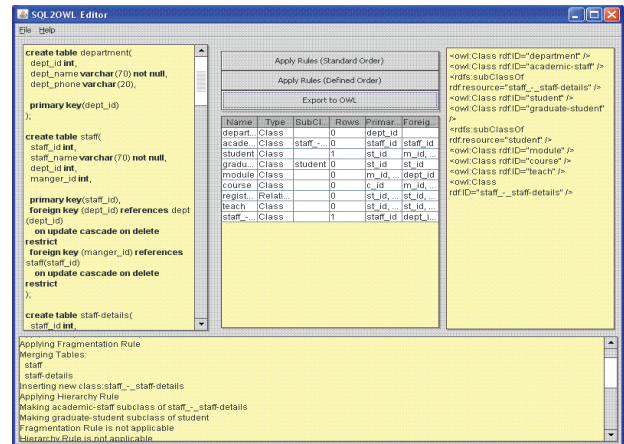 SQL2OWL Editor
File Help
create table department(
dept_id int,
dept_name varchar(70) not null,
dept_phone varchar(20),
primary key(dept_id)
);
create table staff(
staff_id int,
staff_name varchar(70) not null,
dept_id int,
manger_id int,
primary key(staff_id),
foreign key (dept_id) references dept
(dept_id)
on update cascade on delete
restrict
foreign key (manger_id) references
staff(staff_id)
on update cascade on delete
restrict
);
create table staff-details(
staff_id int,
Apply Rules (Standard Order)
Apply Rules (Defined Order)
Export to OWL
Name Type SubCl... Rows Primar... Foreig...
depart... Class 0 dept_id
acade... Class staff_-... 0 staff_id staff_id
student Class 1 st_id m_id, ...
gradu... Class student 0 st_id st_id
module Class 0 m_id, ... dept_id
course Class 0 c_id m_id, ...
regist... Relati... 0 st_id, ... st_id, ...
teach Class 0 st_id, ... st_id, ...
staff_-... Class 1 staff_id dept_i...
<owl:Class rdf:ID="department" />
<owl:Class rdf:ID="academic-staff" />
<rdfs:subClassOf
rdf:resource="staff_-_staff-details" />
<owl:Class rdf:ID="student" />
<owl:Class rdf:ID="graduate-student"
/>
<rdfs:subClassOf
rdf:resource="student" />
<owl:Class rdf:ID="module" />
<owl:Class rdf:ID="course" />
<owl:Class rdf:ID="teach" />
<owl:Class
rdf:ID="staff_-_staff-details" />
Applying Fragmentation Rule
Merging Tables:
staff
staff-details
Inserting new class:staff_-_staff-details
Applying Hierarchy Rule
Making academic-staff subclass of staff_-_staff-details
Making graduate-student subclass of student
Fragmentation Rule is not applicable
Hierarchy Rule is not applicable